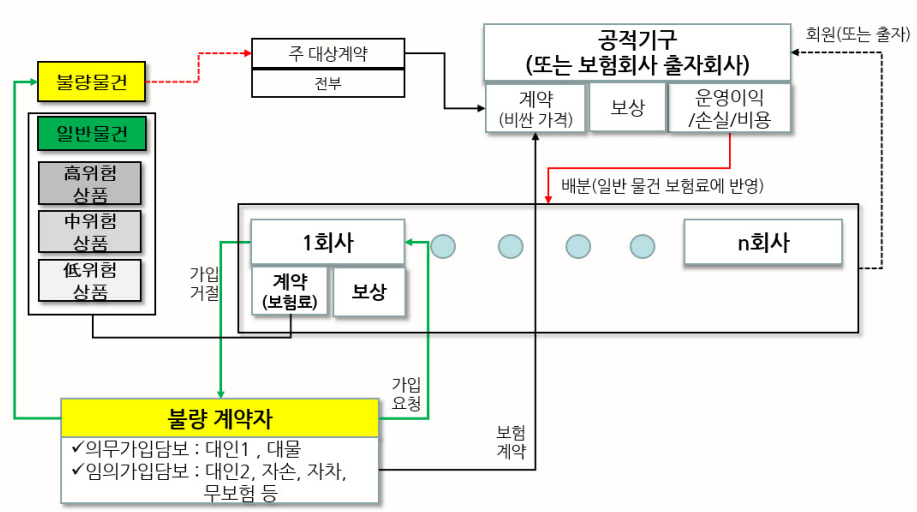 불량물건
일반물건
高위험
상품
中위험
상품
低위험
상품
주 대상계약
전부
공적기구
(또는 보험회사 출자회사)
계약
(비싼 가격)
보상
운영이익
/손실/비용
회원(또는 출자)
배분(일반 물건 보험료에 반영)
1회사
계약
(보험료)
보상
n회사
가입
거절
가입
요청
보험
계약
불량 계약자
✓의무가입담보 : 대인1 , 대물
✓임의가입담보 : 대인2, 자손, 자차,
무보험 등